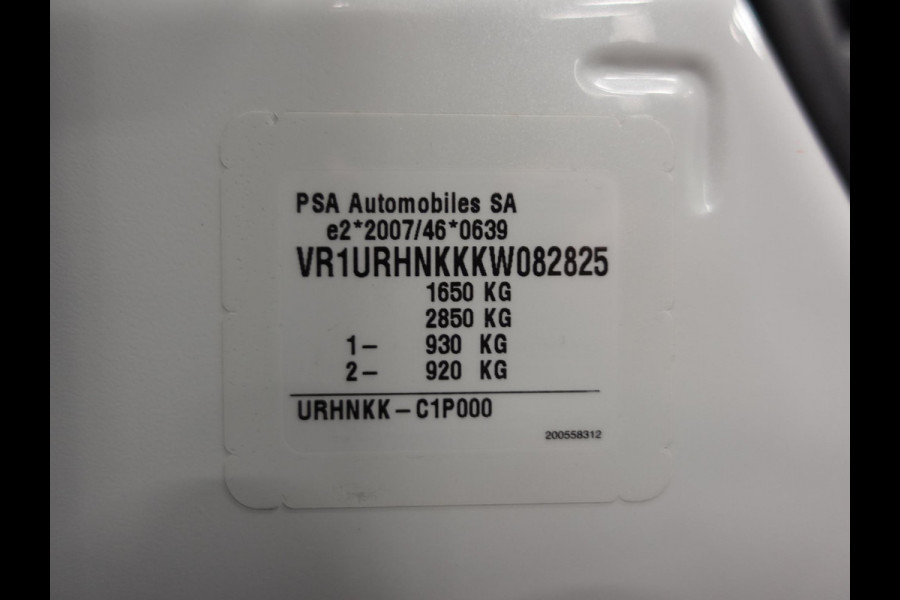 PSA Automobiles SA
e2*2007/46*0639
VR1URHNKKKW082825
1650 KG
2850 KG
1- 930 KG
2- 920 KG
URHNKK-C1P000
200558312